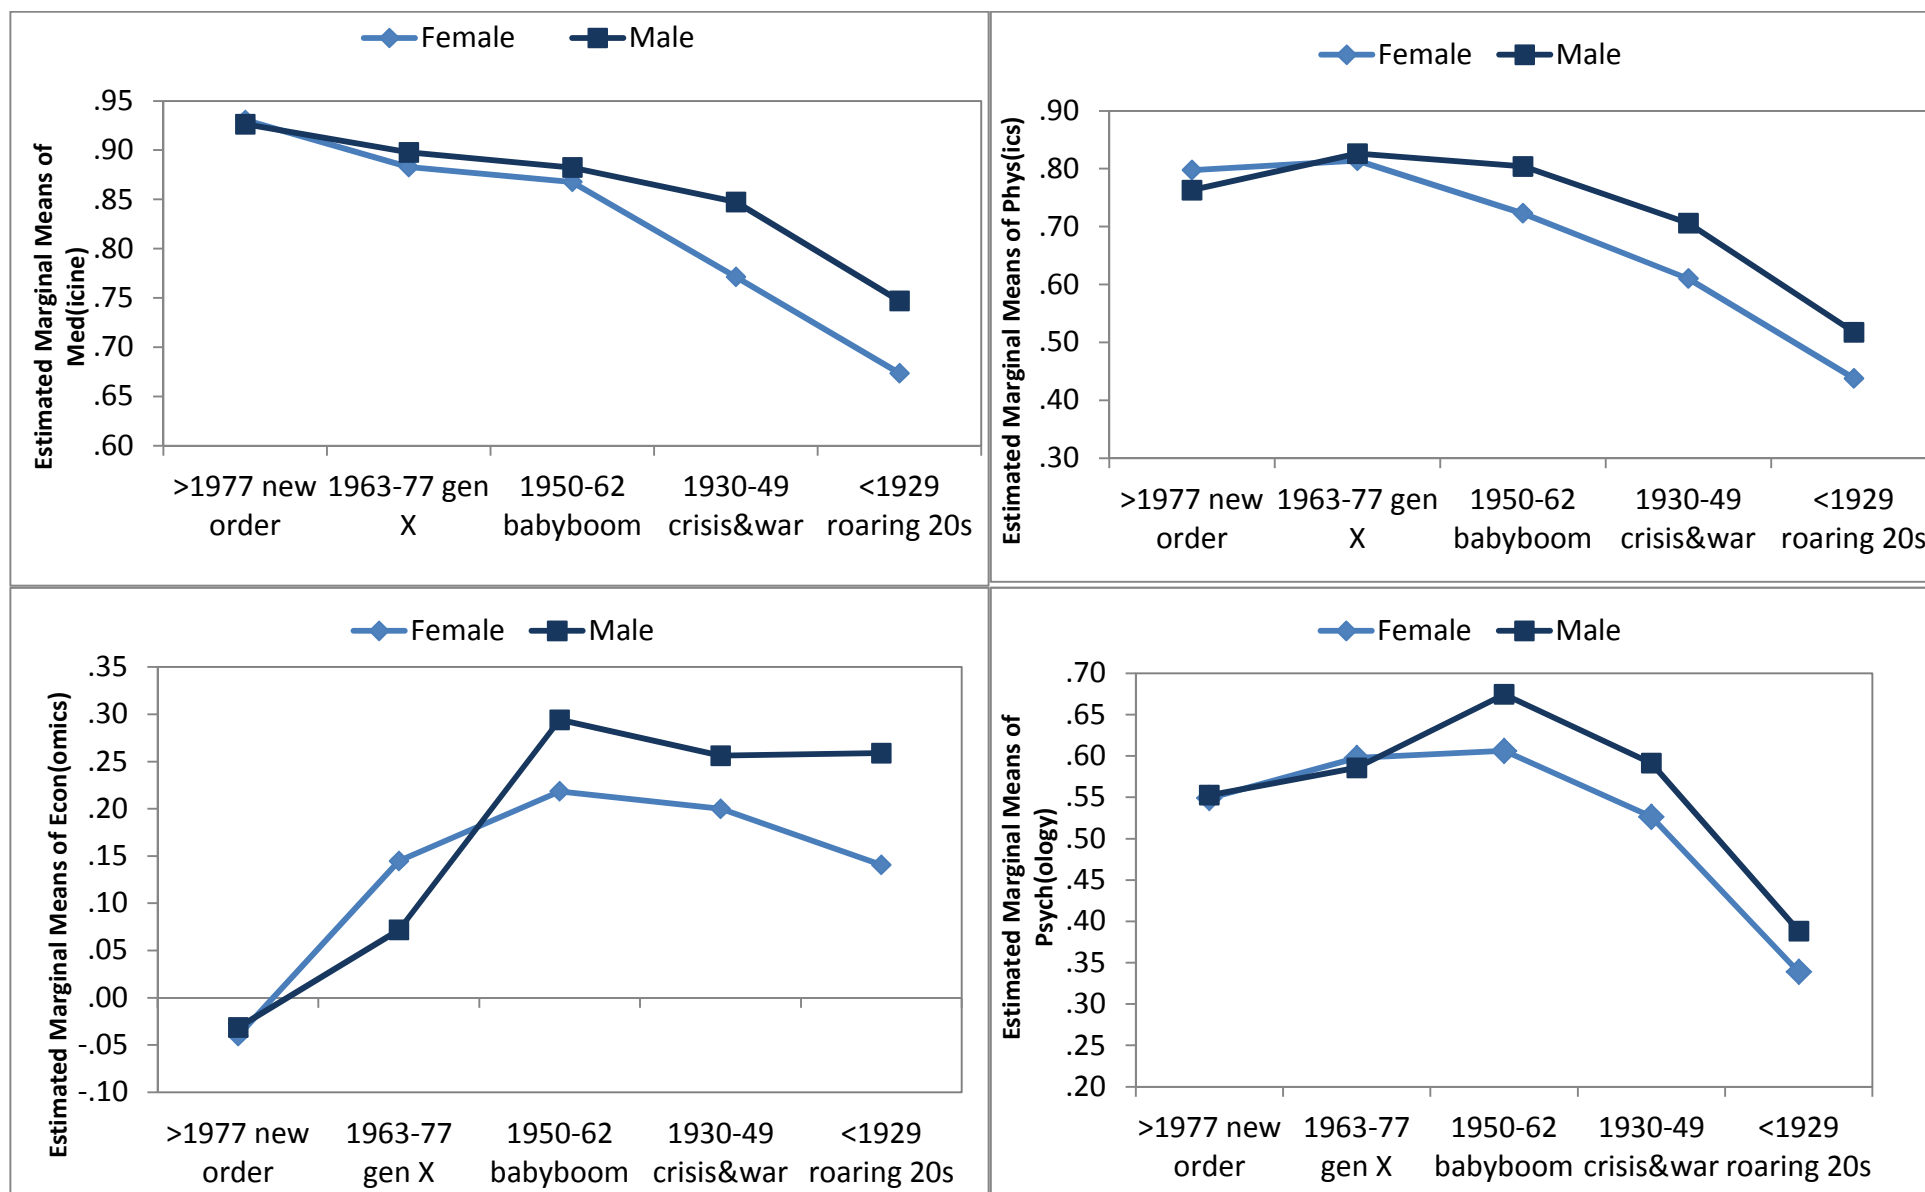 Female Male
Estimated Marginal Means of
Med(icine)
.95
.90
.85
.80
.75
.70
.65
.60
>1977 new
order
1963-77 gen
X
1950-62
babyboom
1930-49
crisis&war
<1929
roaring 20s
Female Male
Estimated Marginal Means of Phys(ics)
.90
.80
.70
.60
.50
.40
.30
>1977 new
order
1963-77 gen
X
1950-62
babyboom
1930-49
crisis&war
<1929
roaring 20s
Female Male
Estimated Marginal Means of Econ(omics)
.35
.30
.25
.20
.15
.10
.05
.00
-.05
-.10
>1977 new
order
1963-77
gen X
1950-62
babyboom
1930-49
crisis&war
<1929
roaring 20s
Female Male
Estimated Marginal Means of
Psych(ology)
.70
.65
.60
.55
.50
.45
.40
.35
.30
.25
.20
>1977 new
order
1963-77
gen X
1950-62
babyboom
1930-49
crisis&war
<1929
roaring 20s